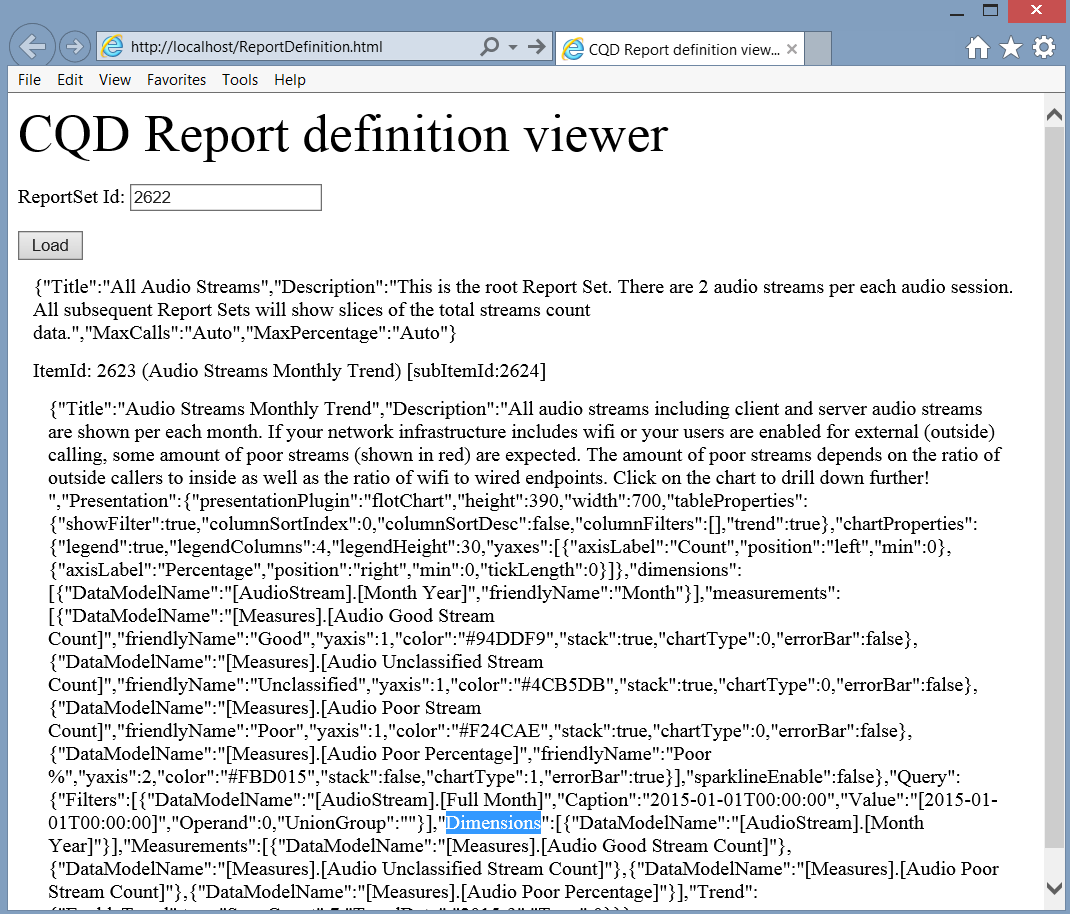 http://localhost/ReportDefinition.html
CQD Report definition view...
File Edit View Favorites Tools Help
CQD Report definition viewer
ReportSet Id: 2622
Load
{"Title":"All Audio Streams","Description":"This is the root Report Set. There are 2 audio streams per each audio session.
All subsequent Report Sets will show slices of the total streams count
data.","MaxCalls":"Auto","MaxPercentage":"Auto"}
ItemId: 2623 (Audio Streams Monthly Trend) [subItemId:2624]
{"Title":"Audio Streams Monthly Trend","Description":"All audio streams including client and server audio streams
are shown per each month. If your network infrastructure includes wifi or your users are enabled for external (outside)
calling, some amount of poor streams (shown in red) are expected. The amount of poor streams depends on the ratio of
outside callers to inside as well as the ratio of wifi to wired endpoints. Click on the chart to drill down further!
","Presentation":{"presentationPlugin":"flotChart","height":390,"width":700,"tableProperties":
{"showFilter":true,"columnSortIndex":0,"columnSortDesc":false,"columnFilters":[],"trend":true},"chartProperties":
{"legend":true,"legendColumns":4,"legendHeight":30,"yaxes":[{"axisLabel":"Count","position":"left","min":0},
{"axisLabel":"Percentage","position":"right","min":0,"tickLength":0}]},"dimensions":
[{"DataModelName":"[AudioStream].[Month Year]","friendlyName":"Month"}],"measurements":
[{"DataModelName":"[Measures].[Audio Good Stream
Count]","friendlyName":"Good","yaxis":1,"color":"#94DDF9","stack":true,"chartType":0,"errorBar":false},
{"DataModelName":"[Measures].[Audio Unclassified Stream
Count]","friendlyName":"Unclassified","yaxis":1,"color":"#4CB5DB","stack":true,"chartType":0,"errorBar":false},
{"DataModelName":"[Measures].[Audio Poor Stream
Count]","friendlyName":"Poor","yaxis":1,"color":"#F24CAE","stack":true,"chartType":0,"errorBar":false},
{"DataModelName":"[Measures].[Audio Poor Percentage]","friendlyName":"Poor
%","yaxis":2,"color":"#FBD015","stack":false,"chartType":1,"errorBar":true}],"sparklineEnable":false},"Query":
{"Filters":[{"DataModelName":"[AudioStream].[Full Month]","Caption":"2015-01-01T00:00:00","Value":"[2015-01-
01T00:00:00]","Operand":0,"UnionGroup":""}],"Dimensions":[{"DataModelName":"[AudioStream].[Month
Year]"}],"Measurements":[{"DataModelName":"[Measures].[Audio Good Stream Count]"},
{"DataModelName":"[Measures].[Audio Unclassified Stream Count]"},{"DataModelName":"[Measures].[Audio Poor
Stream Count]"},{"DataModelName":"[Measures].[Audio Poor Percentage]"}],"Trend":